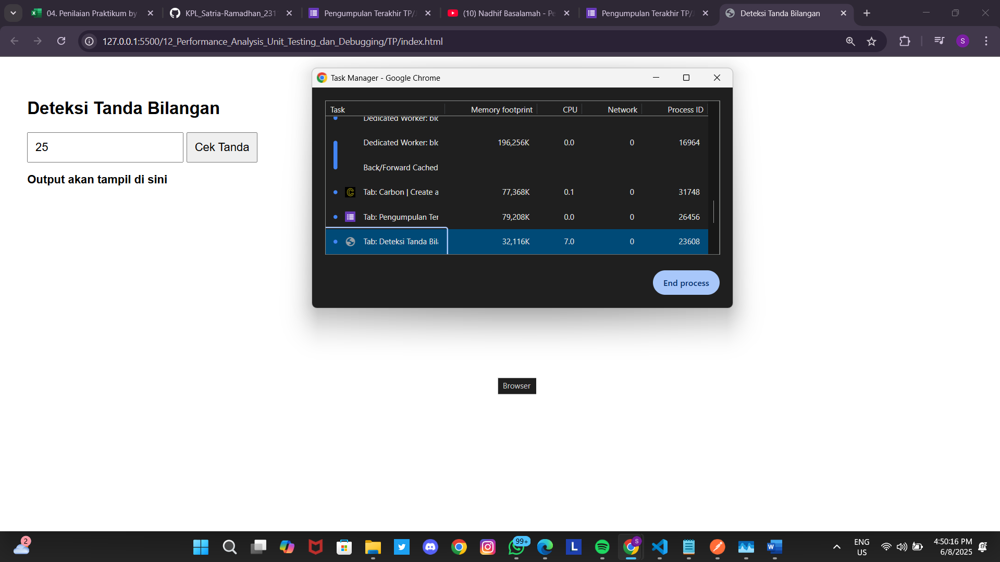 04. Penilaian Praktikum by
KPL_Satria-Ramadhan_231
Pengumpulan Terakhir TP/J
(10) Nadhif Basalamah - Pe
Pengumpulan Terakhir TP/J
Deteksi Tanda Bilangan
127.0.0.1:5500/12_Performance_Analysis_Unit_Testing_dan_Debugging/TP/index.html
S
Deteksi Tanda Bilangan
25
Cek Tanda
Output akan tampil di sini
Task Manager - Google Chrome
Task Memory footprint CPU Network Process ID
Dedicated Worker: blo
Dedicated Worker: blo 196,256K 0.0 0 16964
Back/Forward Cached
Tab: Carbon | Create a 77,368K 0.1 0 31748
Tab: Pengumpulan Ter 79,208K 0.0 0 26456
Tab: Deteksi Tanda Bila 32,116K 7.0 0 23608
End process
Browser
2
99+
L
S
W
ENG
US
4:50:16 PM
6/8/2025